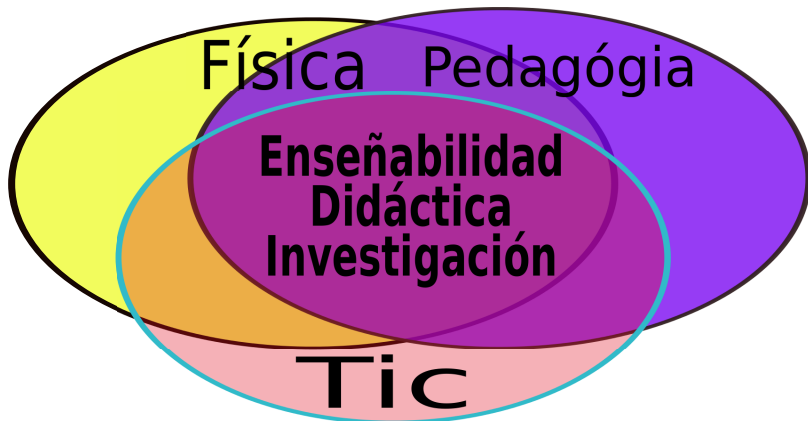 Física Pedagógia
Enseñabilidad
Didáctica
Investigación
Tic